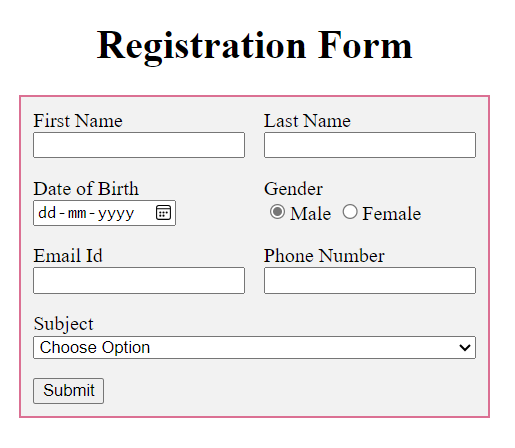 Registration Form
First Name Last Name
Date of Birth Gender
dd-mm-yyyy Male Female
Email Id Phone Number
Subject
Choose Option
Submit